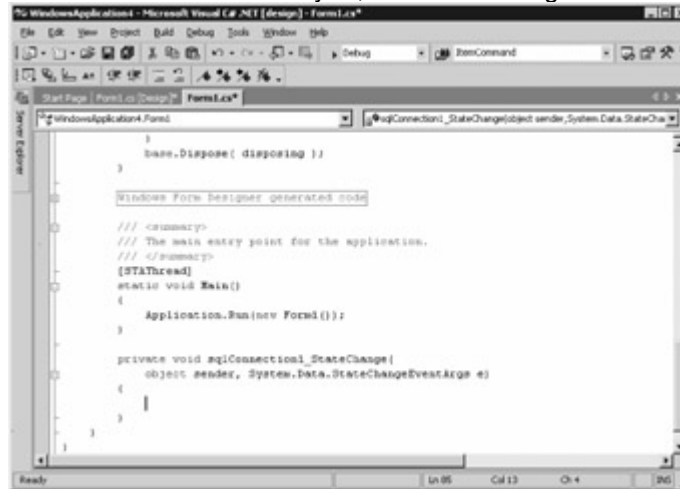 WindowsApplication4 - Microsoft Visual C# .NET [design] - Form1.cs*
File Edit View Project Build Debug Tools Window Help
Debug ItemCommand
Start Page Form1.cs [Design]* Form1.cs*
WindowsApplication4.Form1 sqlConnection1_StateChange(object sender,System.Data.StateCha
Server Explorer
}
base.Dispose( disposing );
}
Windows Form Designer generated code
/// <summary>
/// The main entry point for the application.
/// </summary>
[STAThread]
static void Main()
{
Application.Run(new Form1());
}
private void sqlConnection1_StateChange(
object sender, System.Data.StateChangeEventArgs e)
{
}
}
}
Ready Ln 85 Col 13 Ch 4 INS